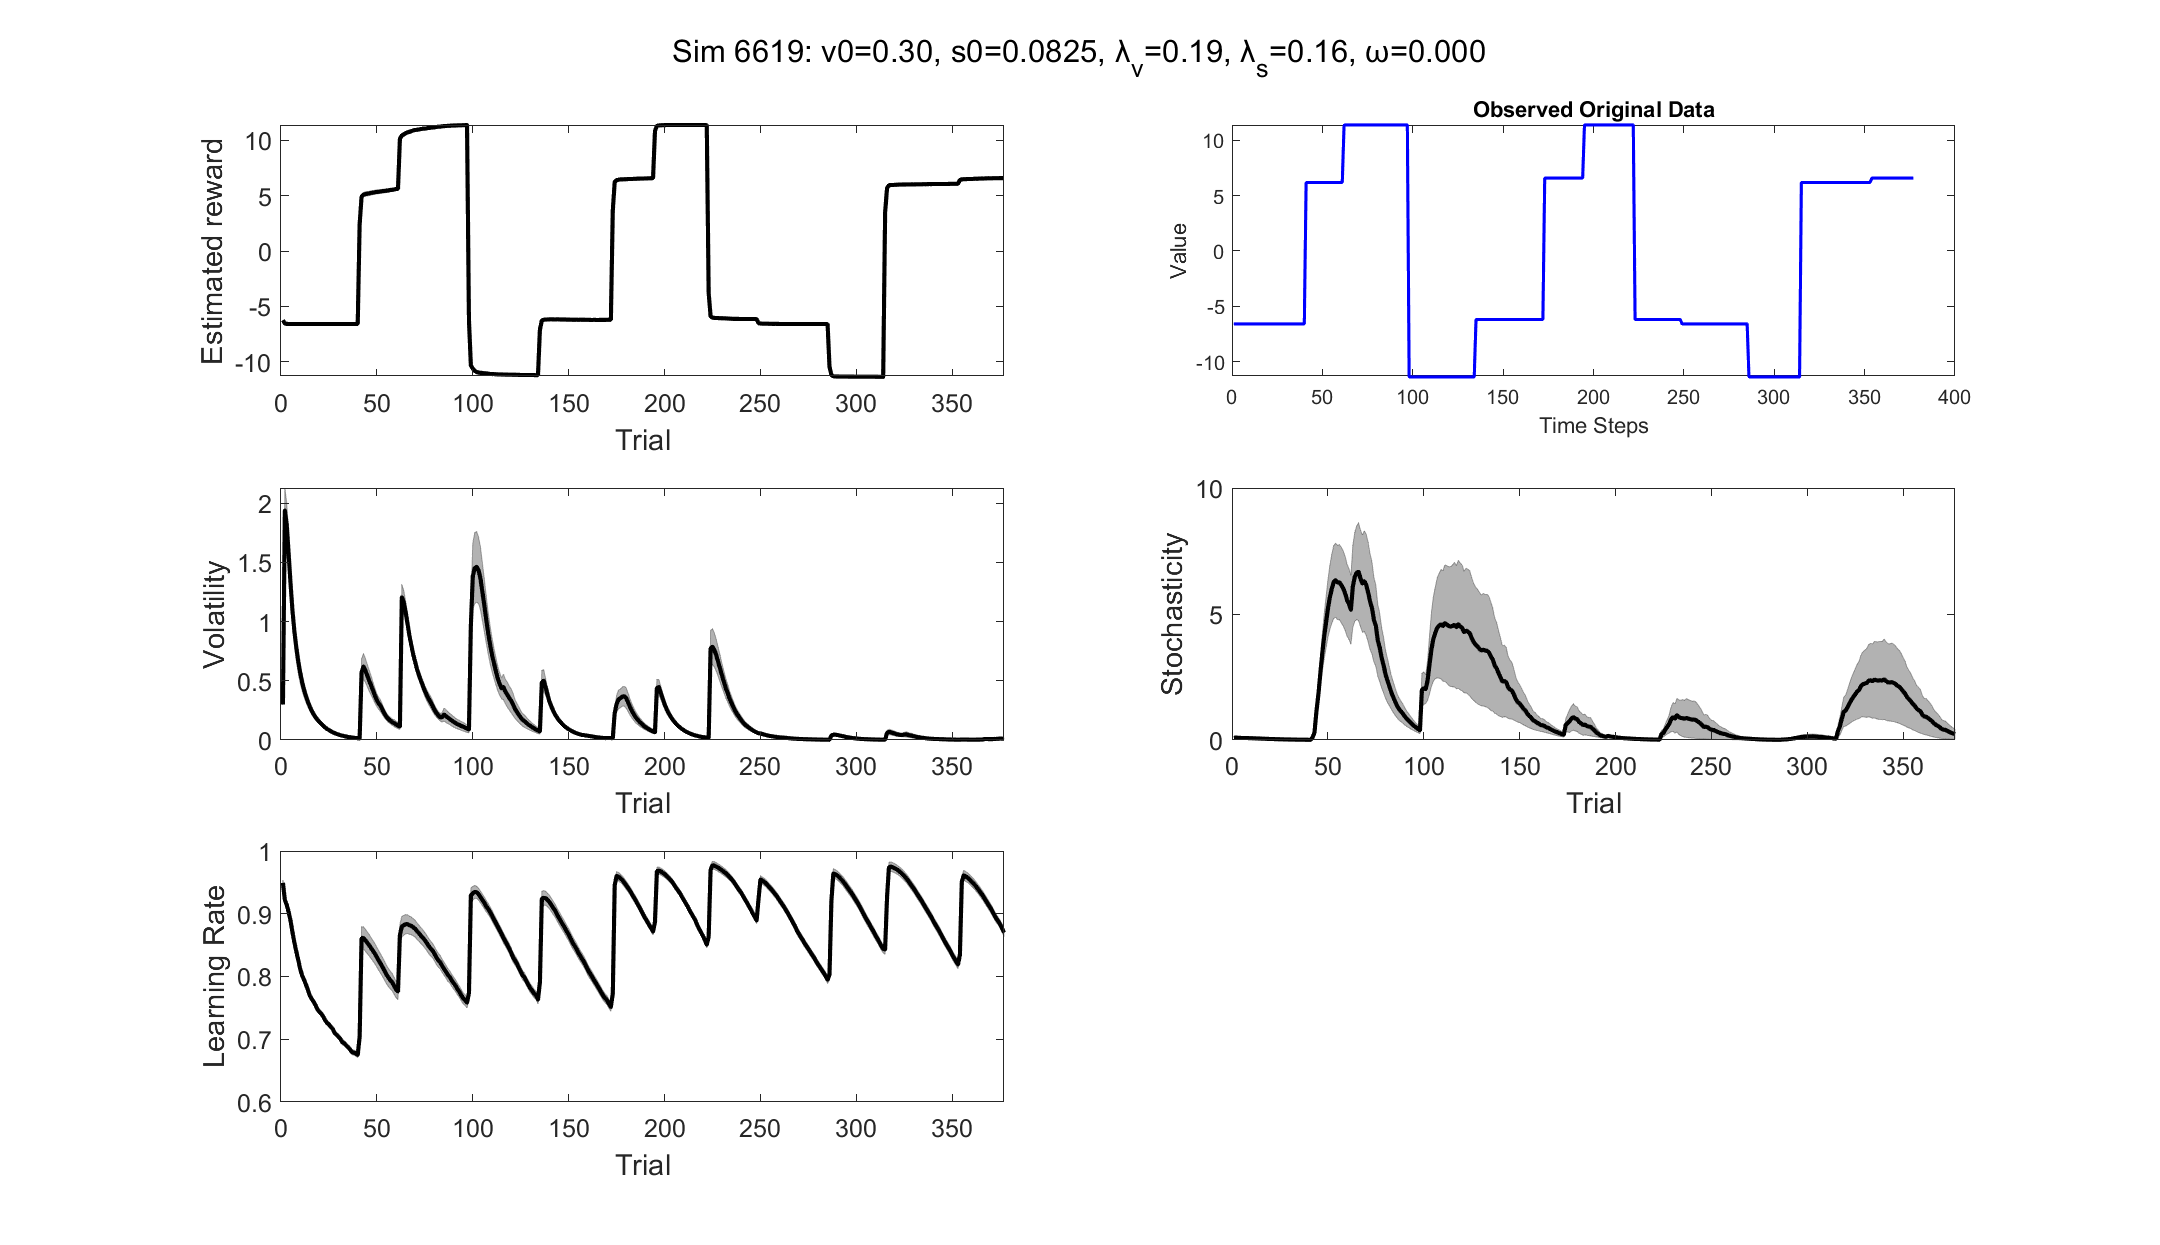 Sim 6619: v0=0.30, s0=0.0825, λ_v=0.19, λ_s=0.16, ω=0.000
Estimated reward
10
5
0
-5
-10
0 50 100 150 200 250 300 350
Trial
Observed Original Data
Value
10
5
0
-5
-10
0 50 100 150 200 250 300 350 400
Time Steps
Volatility
2
1.5
1
0.5
0
0 50 100 150 200 250 300 350
Trial
Stochasticity
10
5
0
0 50 100 150 200 250 300 350
Trial
Learning Rate
1
0.9
0.8
0.7
0.6
0 50 100 150 200 250 300 350
Trial